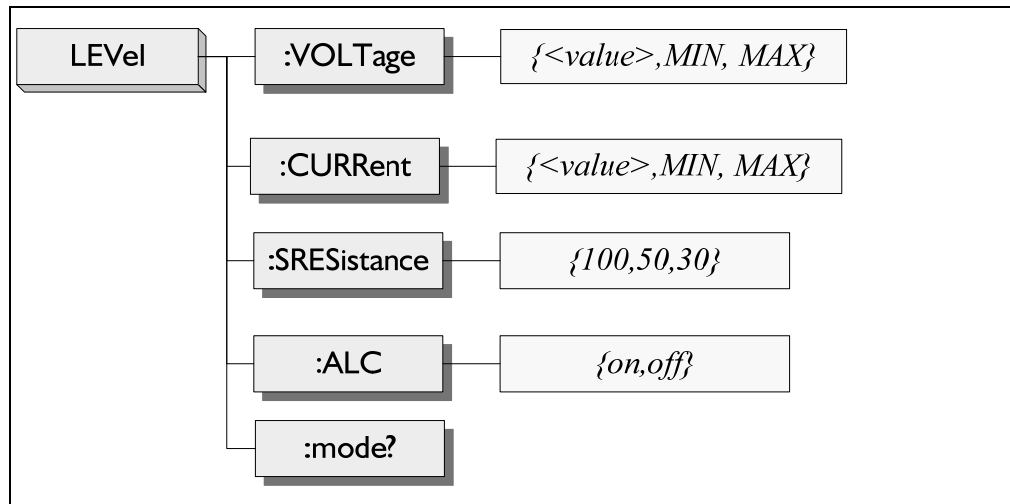 LEVel
:VOLTage
{<value>,MIN, MAX}
:CURRent
{<value>,MIN, MAX}
:SRESistance
{100,50,30}
:ALC
{on,off}
:mode?